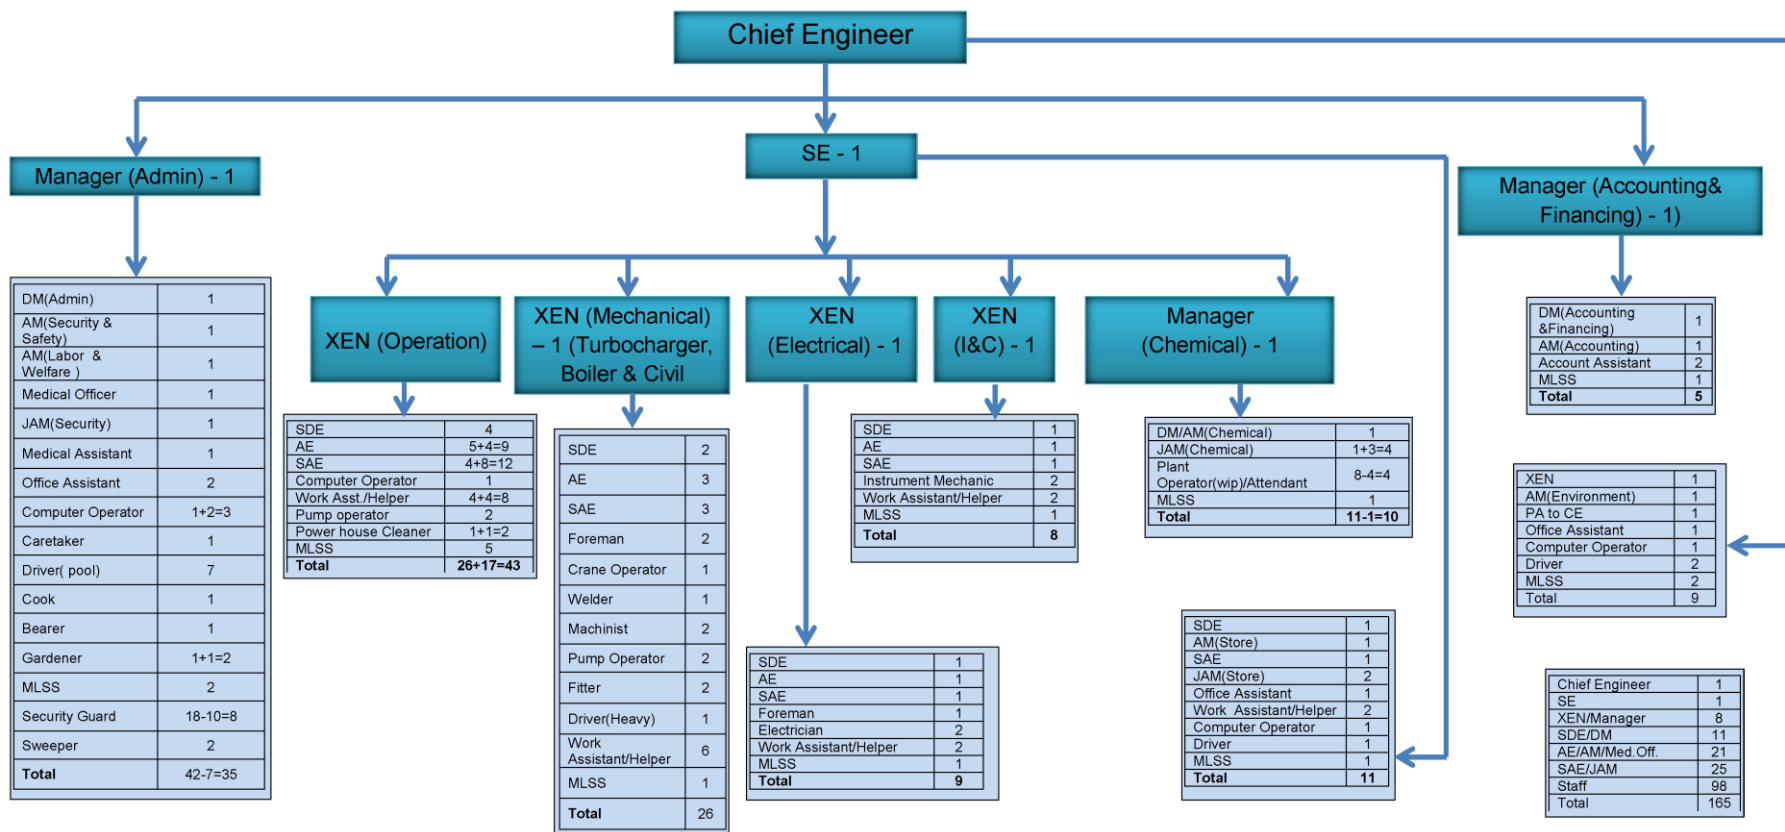 Chief Engineer
Manager (Admin) - 1
SE - 1
Manager (Accounting&
Financing) - 1)
XEN (Operation)
XEN (Mechanical)
– 1 (Turbocharger,
Boiler & Civil
XEN
(Electrical) - 1
XEN
(I&C) - 1
Manager
(Chemical) - 1
DM(Admin) 1
AM(Security &
Safety) 1
AM(Labor &
Welfare ) 1
Medical Officer 1
JAM(Security) 1
Medical Assistant 1
Office Assistant 2
Computer Operator 1+2=3
Caretaker 1
Driver( pool) 7
Cook 1
Bearer 1
Gardener 1+1=2
MLSS 2
Security Guard 18-10=8
Sweeper 2
Total 42-7=35
SDE 4
AE 5+4=9
SAE 4+8=12
Computer Operator 1
Work Asst./Helper 4+4=8
Pump operator 2
Power house Cleaner 1+1=2
MLSS 5
Total 26+17=43
SDE 2
AE 3
SAE 3
Foreman 2
Crane Operator 1
Welder 1
Machinist 2
Pump Operator 2
Fitter 2
Driver(Heavy) 1
Work
Assistant/Helper 6
MLSS 1
Total 26
SDE 1
AE 1
SAE 1
Foreman 1
Electrician 2
Work Assistant/Helper 2
MLSS 1
Total 9
SDE 1
AE 1
SAE 1
Instrument Mechanic 2
Work Assistant/Helper 2
MLSS 1
Total 8
DM/AM(Chemical) 1
JAM(Chemical) 1+3=4
Plant
Operator(wip)/Attendant 8-4=4
MLSS 1
Total 11-1=10
SDE 1
AM(Store) 1
SAE 1
JAM(Store) 2
Office Assistant 1
Work Assistant/Helper 2
Computer Operator 1
Driver 1
MLSS 1
Total 11
DM(Accounting
&Financing) 1
AM(Accounting) 1
Account Assistant 2
MLSS 1
Total 5
XEN 1
AM(Environment) 1
PA to CE 1
Office Assistant 1
Computer Operator 1
Driver 2
MLSS 2
Total 9
Chief Engineer 1
SE 1
XEN/Manager 8
SDE/DM 11
AE/AM/Med.Off. 21
SAE/JAM 25
Staff 98
Total 165